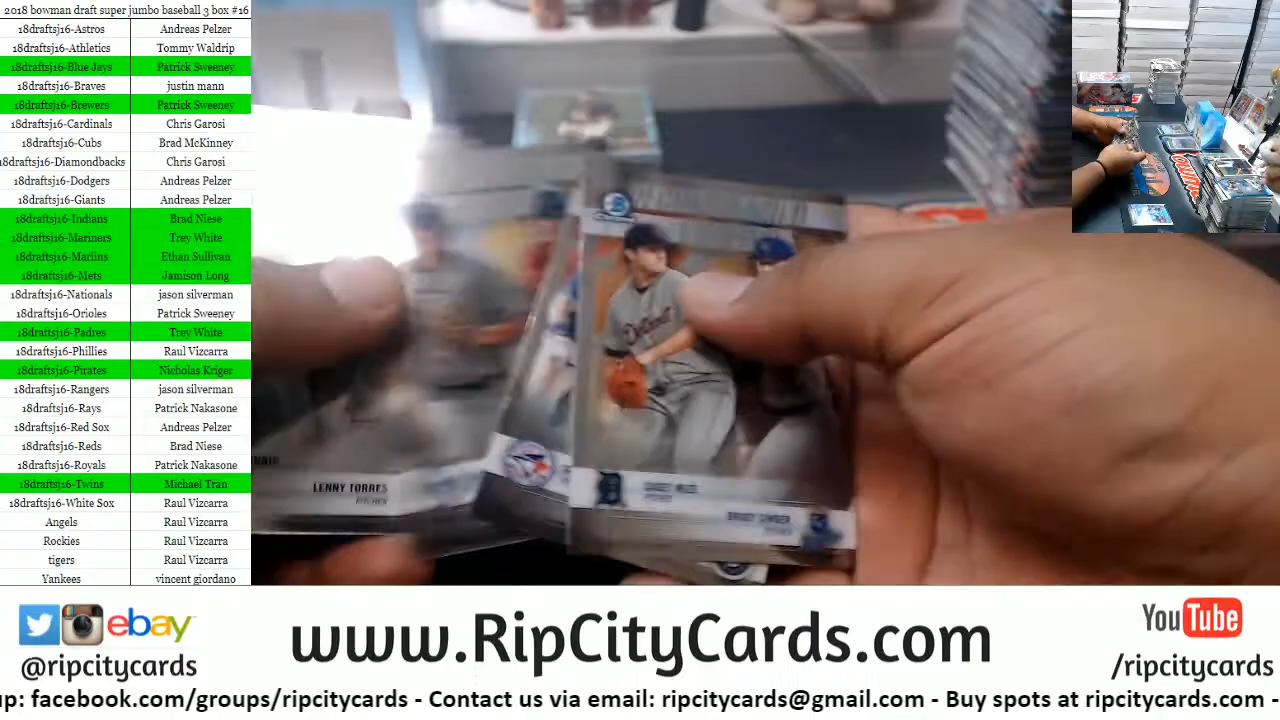 2018 bowman draft super jumbo baseball 3 box #16
18draftsj16-Astros Andreas Pelzer
18draftsj16-Athletics Tommy Waldrip
18draftsj16-Blue Jays Patrick Sweeney
18draftsj16-Braves justin mann
18draftsj16-Brewers Patrick Sweeney
18draftsj16-Cardinals Chris Garosi
18draftsj16-Cubs Brad McKinney
18draftsj16-Diamondbacks Chris Garosi
18draftsj16-Dodgers Andreas Pelzer
18draftsj16-Giants Andreas Pelzer
18draftsj16-Indians Brad Niese
18draftsj16-Mariners Trey White
18draftsj16-Marlins Ethan Sullivan
18draftsj16-Mets Jamison Long
18draftsj16-Nationals jason silverman
18draftsj16-Orioles Patrick Sweeney
18draftsj16-Padres Trey White
18draftsj16-Phillies Raul Vizcarra
18draftsj16-Pirates Nicholas Kriger
18draftsj16-Rangers jason silverman
18draftsj16-Rays Patrick Nakasone
18draftsj16-Red Sox Andreas Pelzer
18draftsj16-Reds Brad Niese
18draftsj16-Royals Patrick Nakasone
18draftsj16-Twins Michael Tran
18draftsj16-White Sox Raul Vizcarra
Angels Raul Vizcarra
Rockies Raul Vizcarra
tigers Raul Vizcarra
Yankees vincent giordano
Detroit
LENNY TORRES
PITCHER
BRADY SINGER
ebay
@ripcitycards
www.RipCityCards.com
YouTube
/ripcitycards
up: facebook.com/groups/ripcitycards - Contact us via email: ripcitycards@gmail.com - Buy spots at ripcitycards.com -